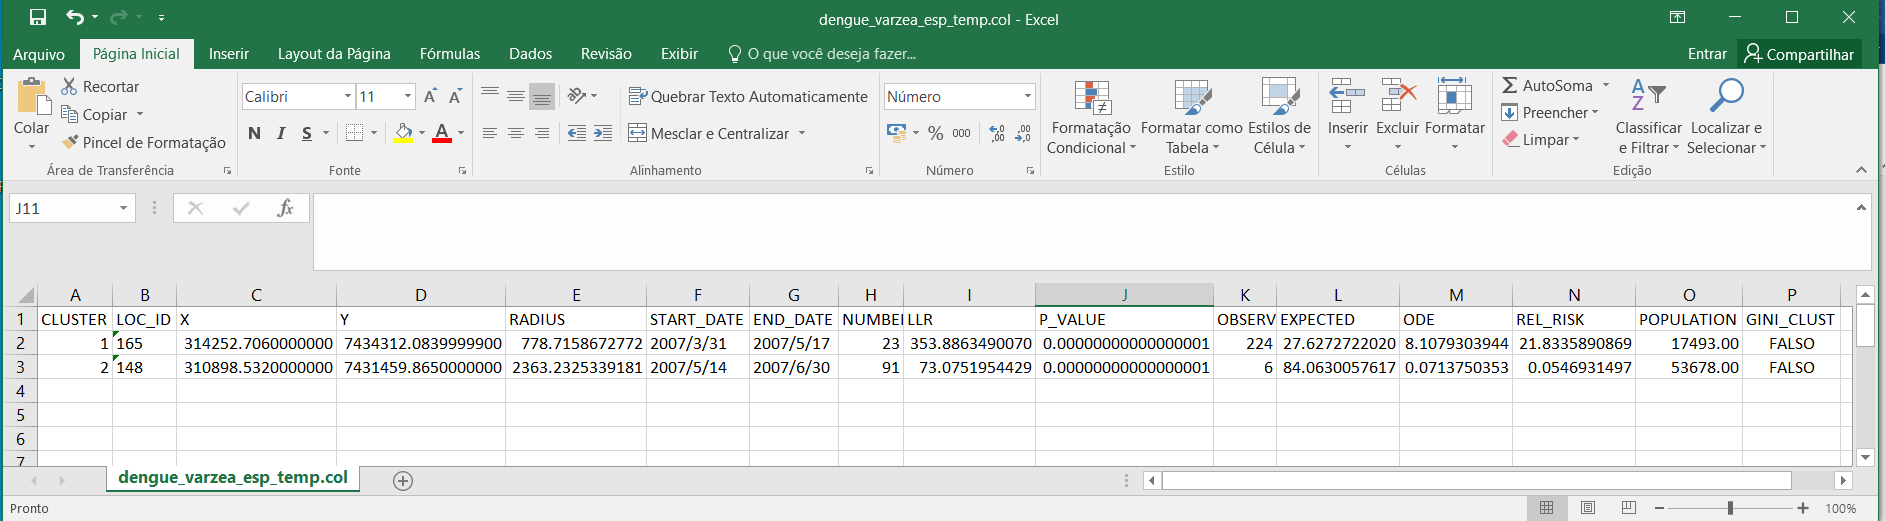 dengue_varzea_esp_temp.col - Excel
Arquivo Página Inicial Inserir Layout da Página Fórmulas Dados Revisão Exibir O que você deseja fazer... Entrar Compartilhar
Colar Recortar Copiar Pincel de Formatação
Área de Transferência
Calibri 11
N I S A A A
Fonte
Quebrar Texto Automaticamente
Mesclar e Centralizar
Alinhamento
Número
% 000 ,00 ,00
Número
Formatação Condicional Formatar como Tabela Estilos de Célula
Estilo
Inserir Excluir Formatar
Células
AutoSoma Preencher Limpar Classificar e Filtrar Localizar e Selecionar
Edição
J11 fx
A B C D E F G H I J K L M N O P
1 CLUSTER LOC_ID X Y RADIUS START_DATE END_DATE NUMBE LLR P_VALUE OBSERV EXPECTED ODE REL_RISK POPULATION GINI_CLUST
2 1 165 314252.7060000000 7434312.0839999900 778.7158672772 2007/3/31 2007/5/17 23 353.8863490070 0.00000000000000001 224 27.6272722020 8.1079303944 21.8335890869 17493.00 FALSO
3 2 148 310898.5320000000 7431459.8650000000 2363.2325339181 2007/5/14 2007/6/30 91 73.0751954429 0.00000000000000001 6 84.0630057617 0.0713750353 0.0546931497 53678.00 FALSO
4
5
6
7
dengue_varzea_esp_temp.col
Pronto 100%